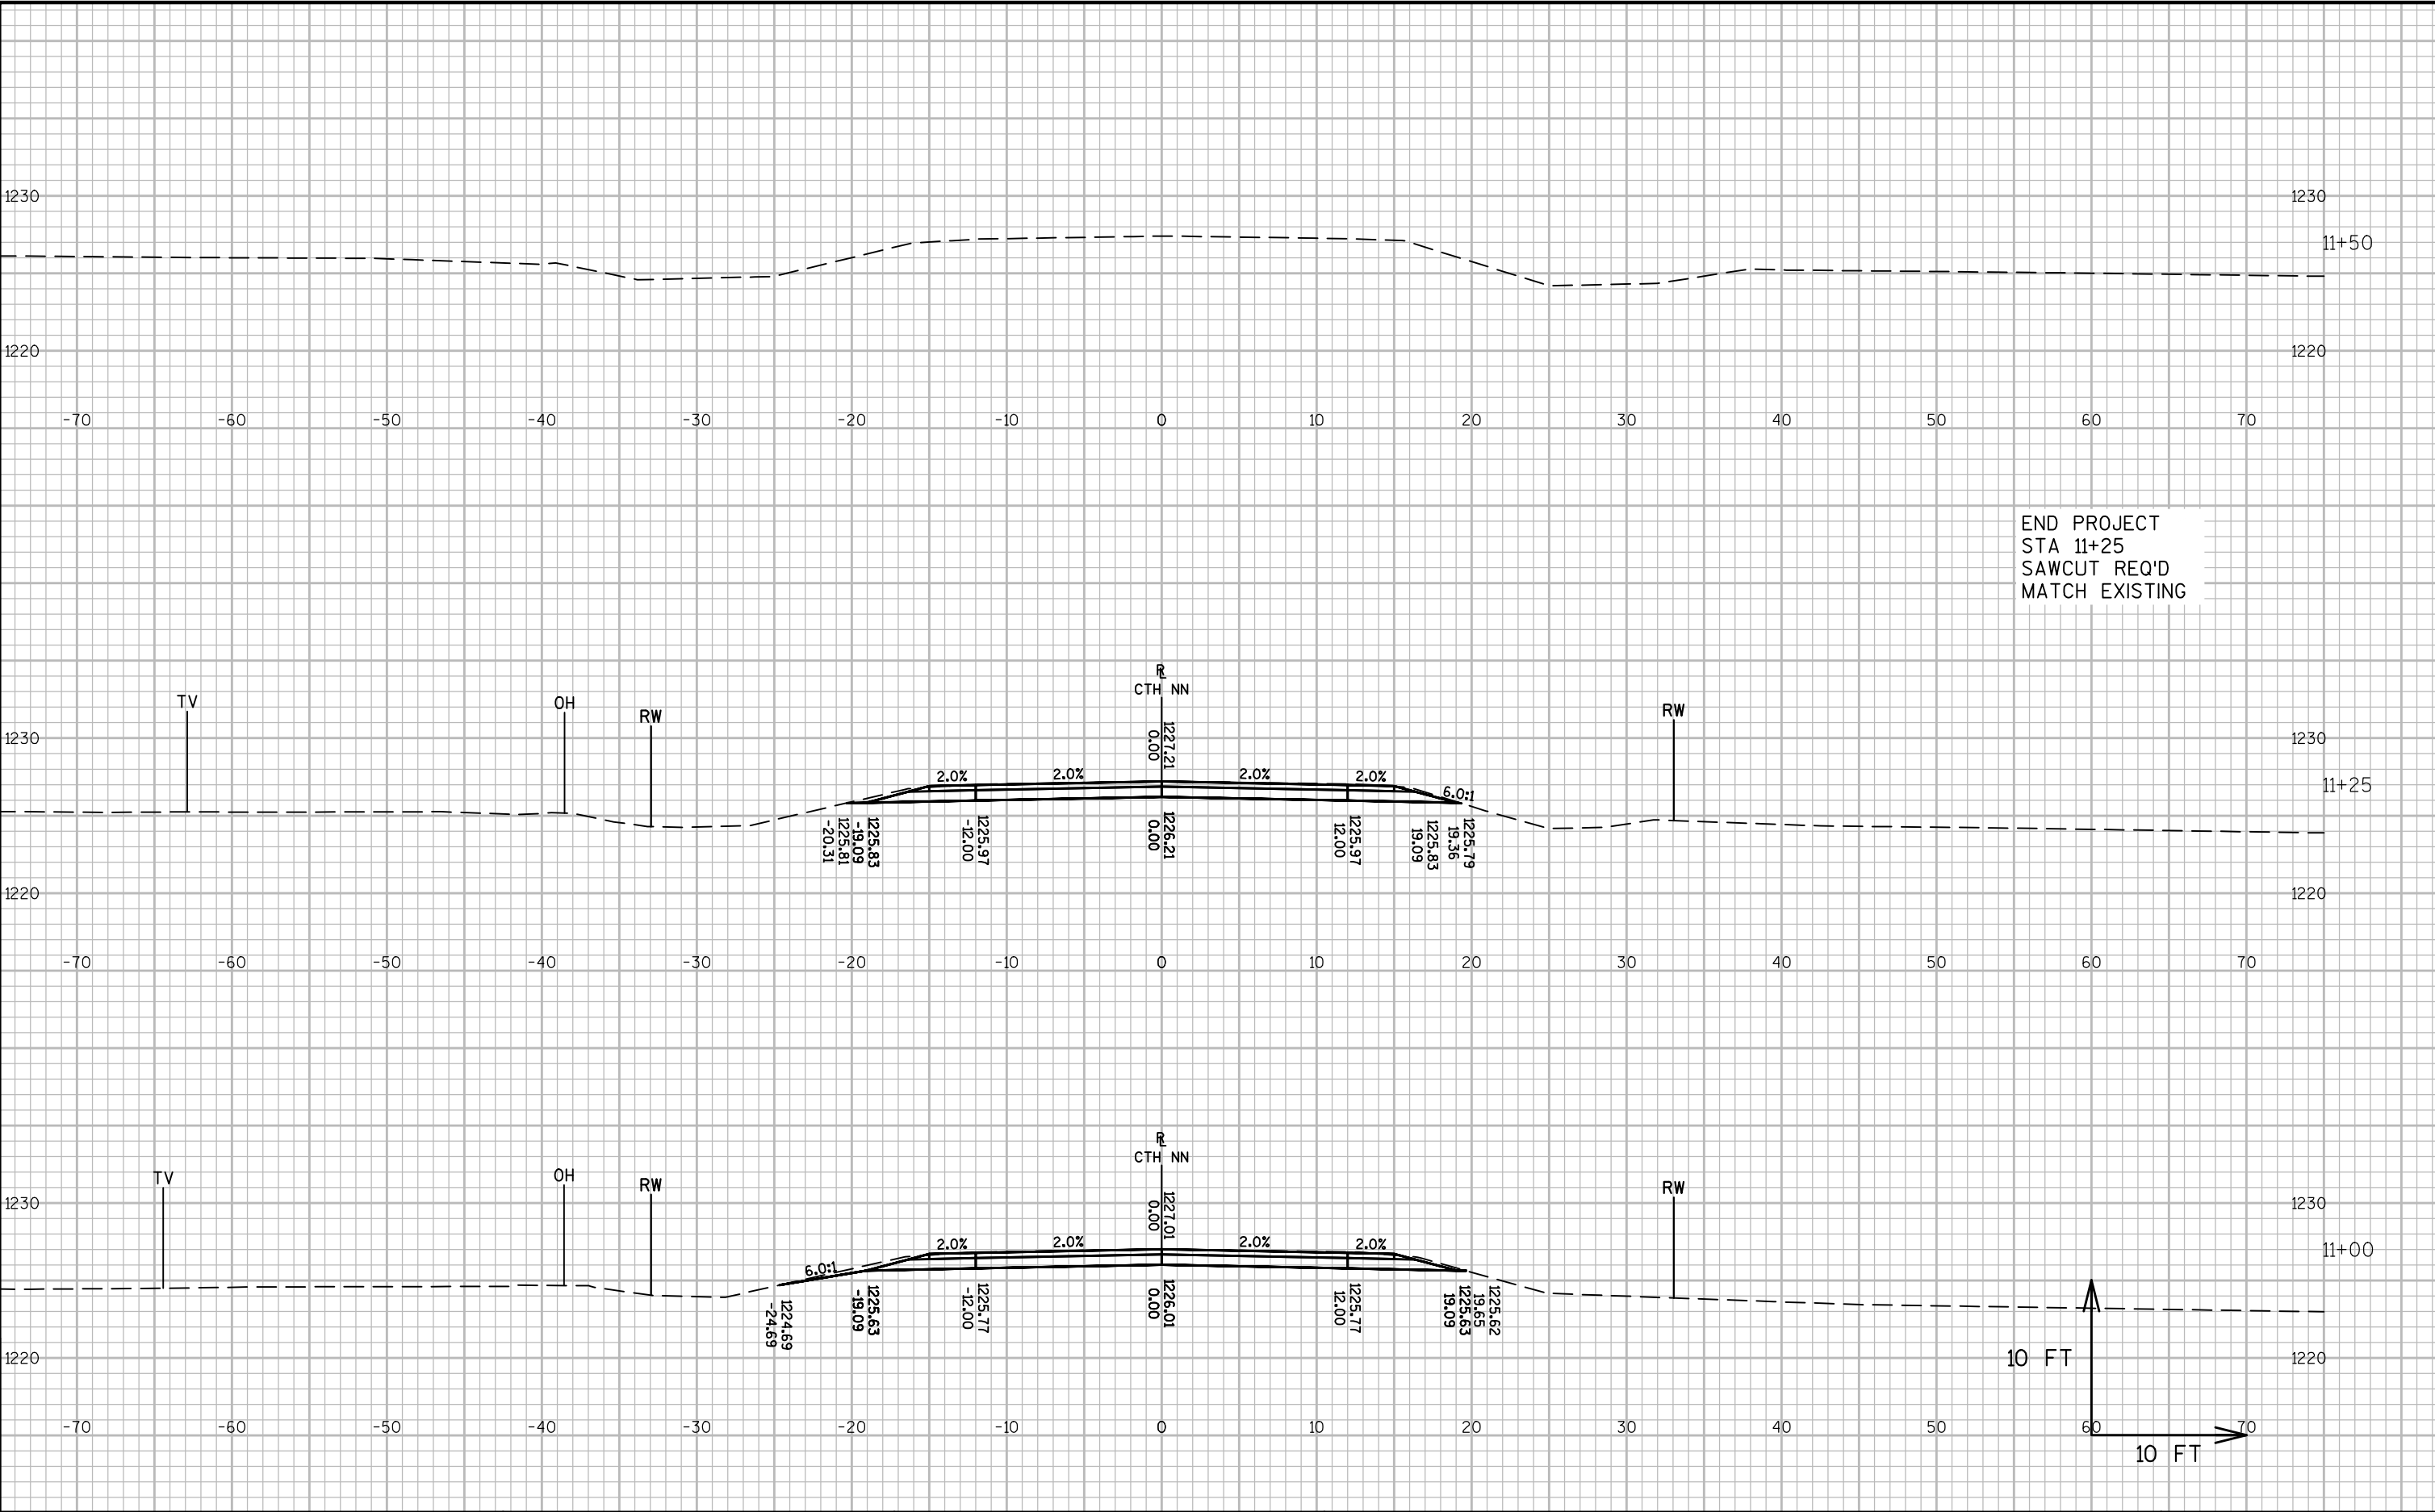 1230 1230
11+50
1220 1220
-70 -60 -50 -40 -30 -20 -10 0 10 20 30 40 50 60 70
END PROJECT
STA 11+25
SAWCUT REQ'D
MATCH EXISTING
℄
CTH NN
TV OH RW RW
1227.21
0.00
1230 1230
2.0% 2.0% 2.0% 2.0%
11+25
6.0:1
1225.81
-20.31
1225.83
-19.09
1225.97
-12.00
1226.21
0.00
1225.97
12.00
1225.83
19.09
1225.79
19.36
1220 1220
-70 -60 -50 -40 -30 -20 -10 0 10 20 30 40 50 60 70
RL
CTH NN
TV OH RW RW
1227.01
0.00
1230 1230
2.0% 2.0% 2.0% 2.0%
11+00
6.0:1
1224.69
-24.69
1225.63
-19.09
1225.77
-12.00
1226.01
0.00
1225.77
12.00
1225.63
19.09
1225.62
19.65
1220 10 FT 1220
-70 -60 -50 -40 -30 -20 -10 0 10 20 30 40 50 60 70
10 FT